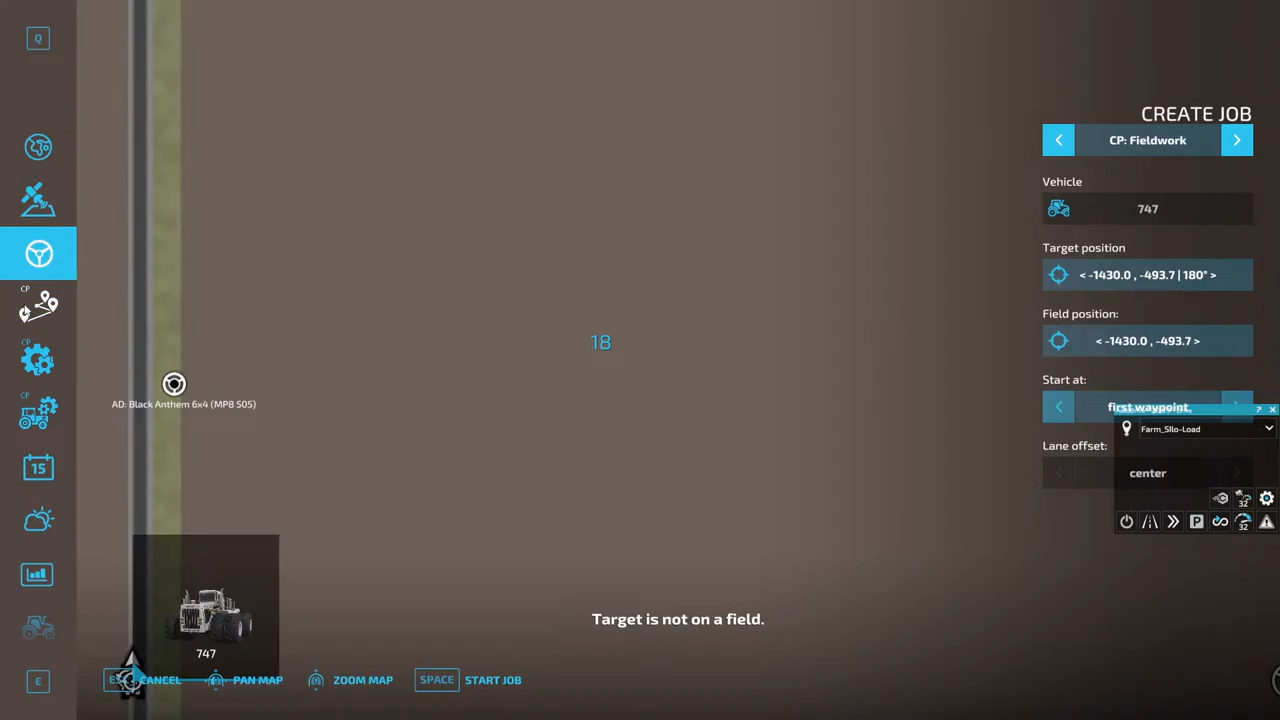 Q
CREATE JOB
CP: Fieldwork
Vehicle
747
Target position
< -1430.0 , -493.7 | 180° >
CP
Field position:
18
< -1430.0 , -493.7 >
CP
Start at:
AD: Black Anthem 6x4 (MP8 505)
first waypoint
CP
Farm_SIlo-Load
Lane offset:
15
center
32
32
Target is not on a field.
747
E
CANCEL
PAN MAP
ZOOM MAP
SPACE
START JOB